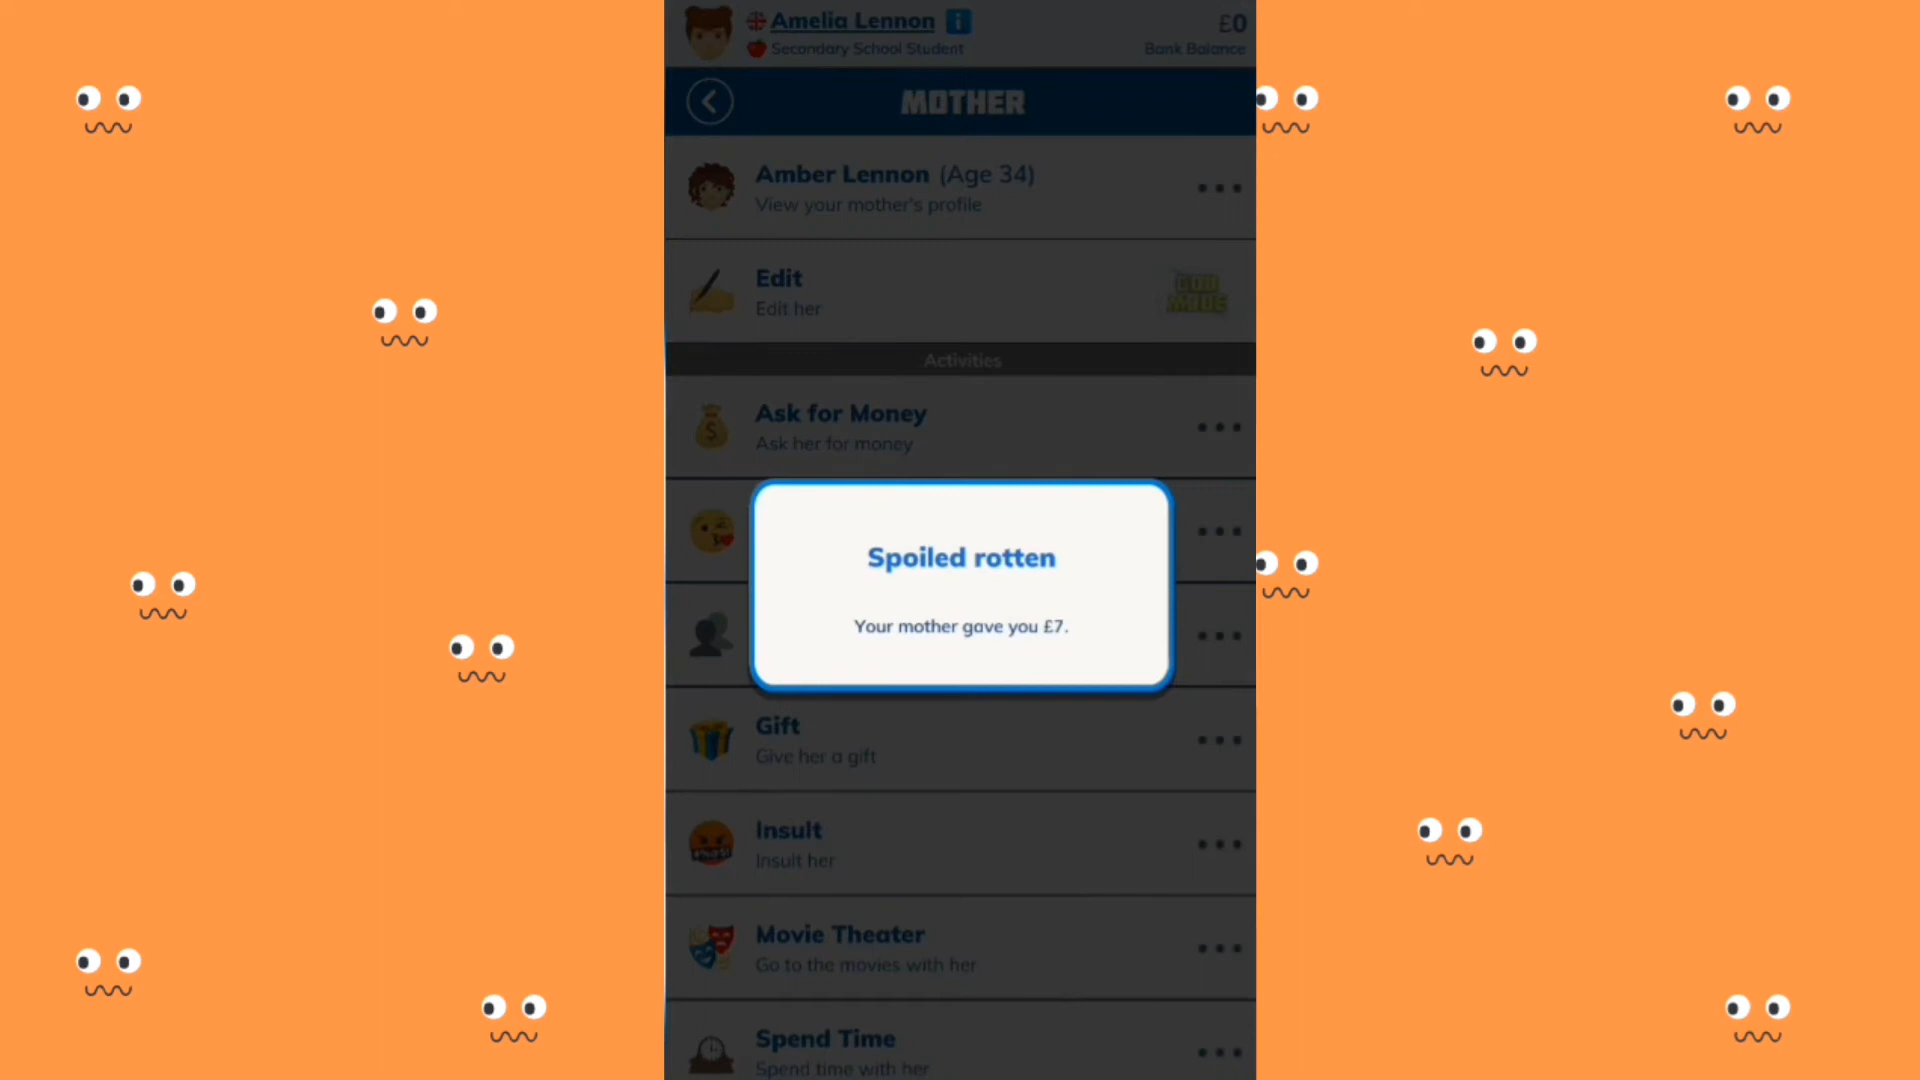 Amelia Lennon
£0
Secondary School Student
Bank Balance
MOTHER
Amber Lennon (Age 34)
View your mother's profile
Edit
Edit her
GOD MODE
Activities
Ask for Money
Ask her for money
Spoiled rotten
Your mother gave you £7.
Gift
Give her a gift
Insult
Insult her
Movie Theater
Go to the movies with her
Spend Time
Spend time with her